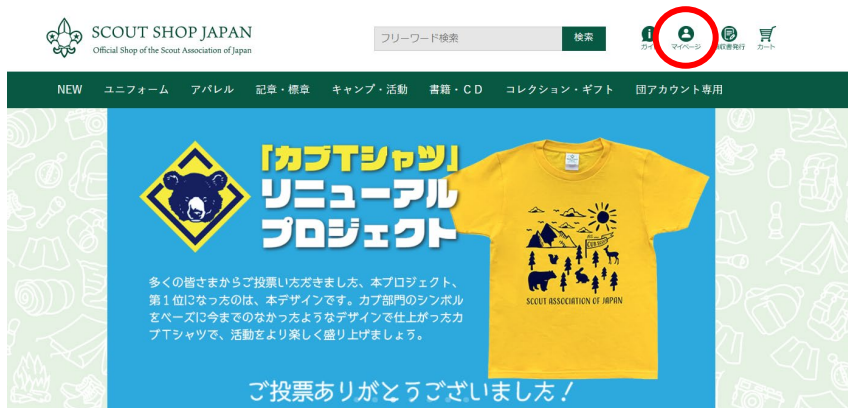 SCOUT SHOP JAPAN
Official Shop of the Scout Association of Japan
フリーワード検索
検索
マイページ
カート
NEW ユニフォーム アパレル 記章・標章 キャンプ・活動 書籍・CD コレクション・ギフト 団アカウント専用
「カブTシャツ」
リニューアル
プロジェクト
多くの皆さまからご投票いただきました、本プロジェクト、
第1位になったのは、本デザインです。カブ部門のシンボル
をベースに今までのなかったようなデザインで仕上がったカ
ブTシャツで、活動をより楽しく盛り上げましょう。
CUB SCOUT
SCOUT ASSOCIATION OF JAPAN
ご投票ありがとうございました!